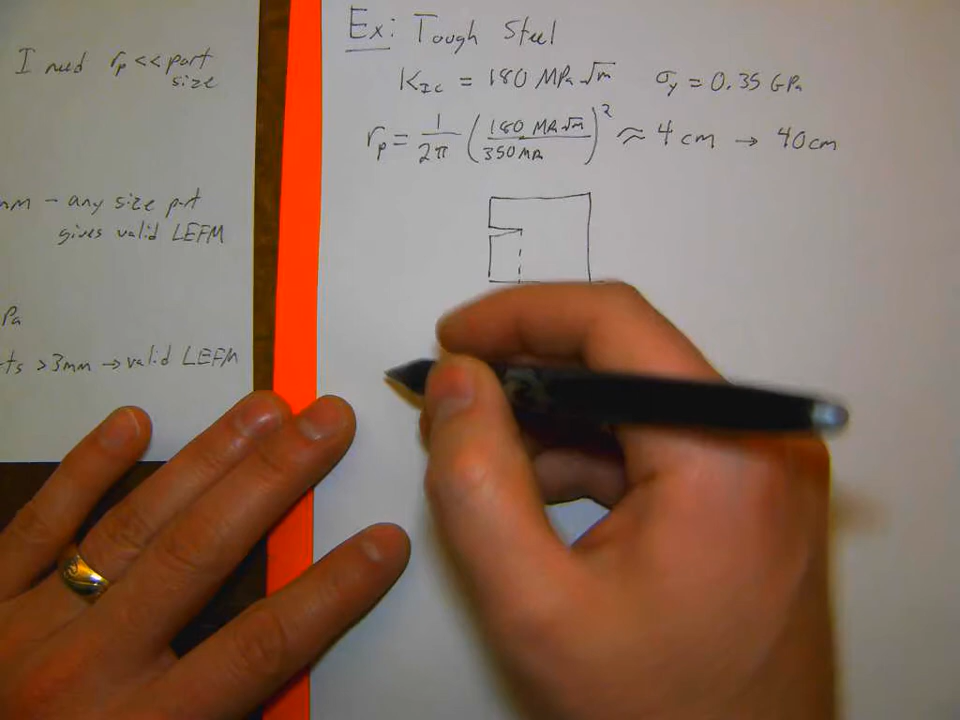 I need rp << part
size
mm - any size part
gives valid LEFM
Pa
ts >3mm → valid LEFM
Ex: Tough Steel
KIC = 180 MPa √m σy = 0.35 GPa
rp = 1/2π (180 MPa√m / 350 MPa)² ≈ 4 cm → 40cm